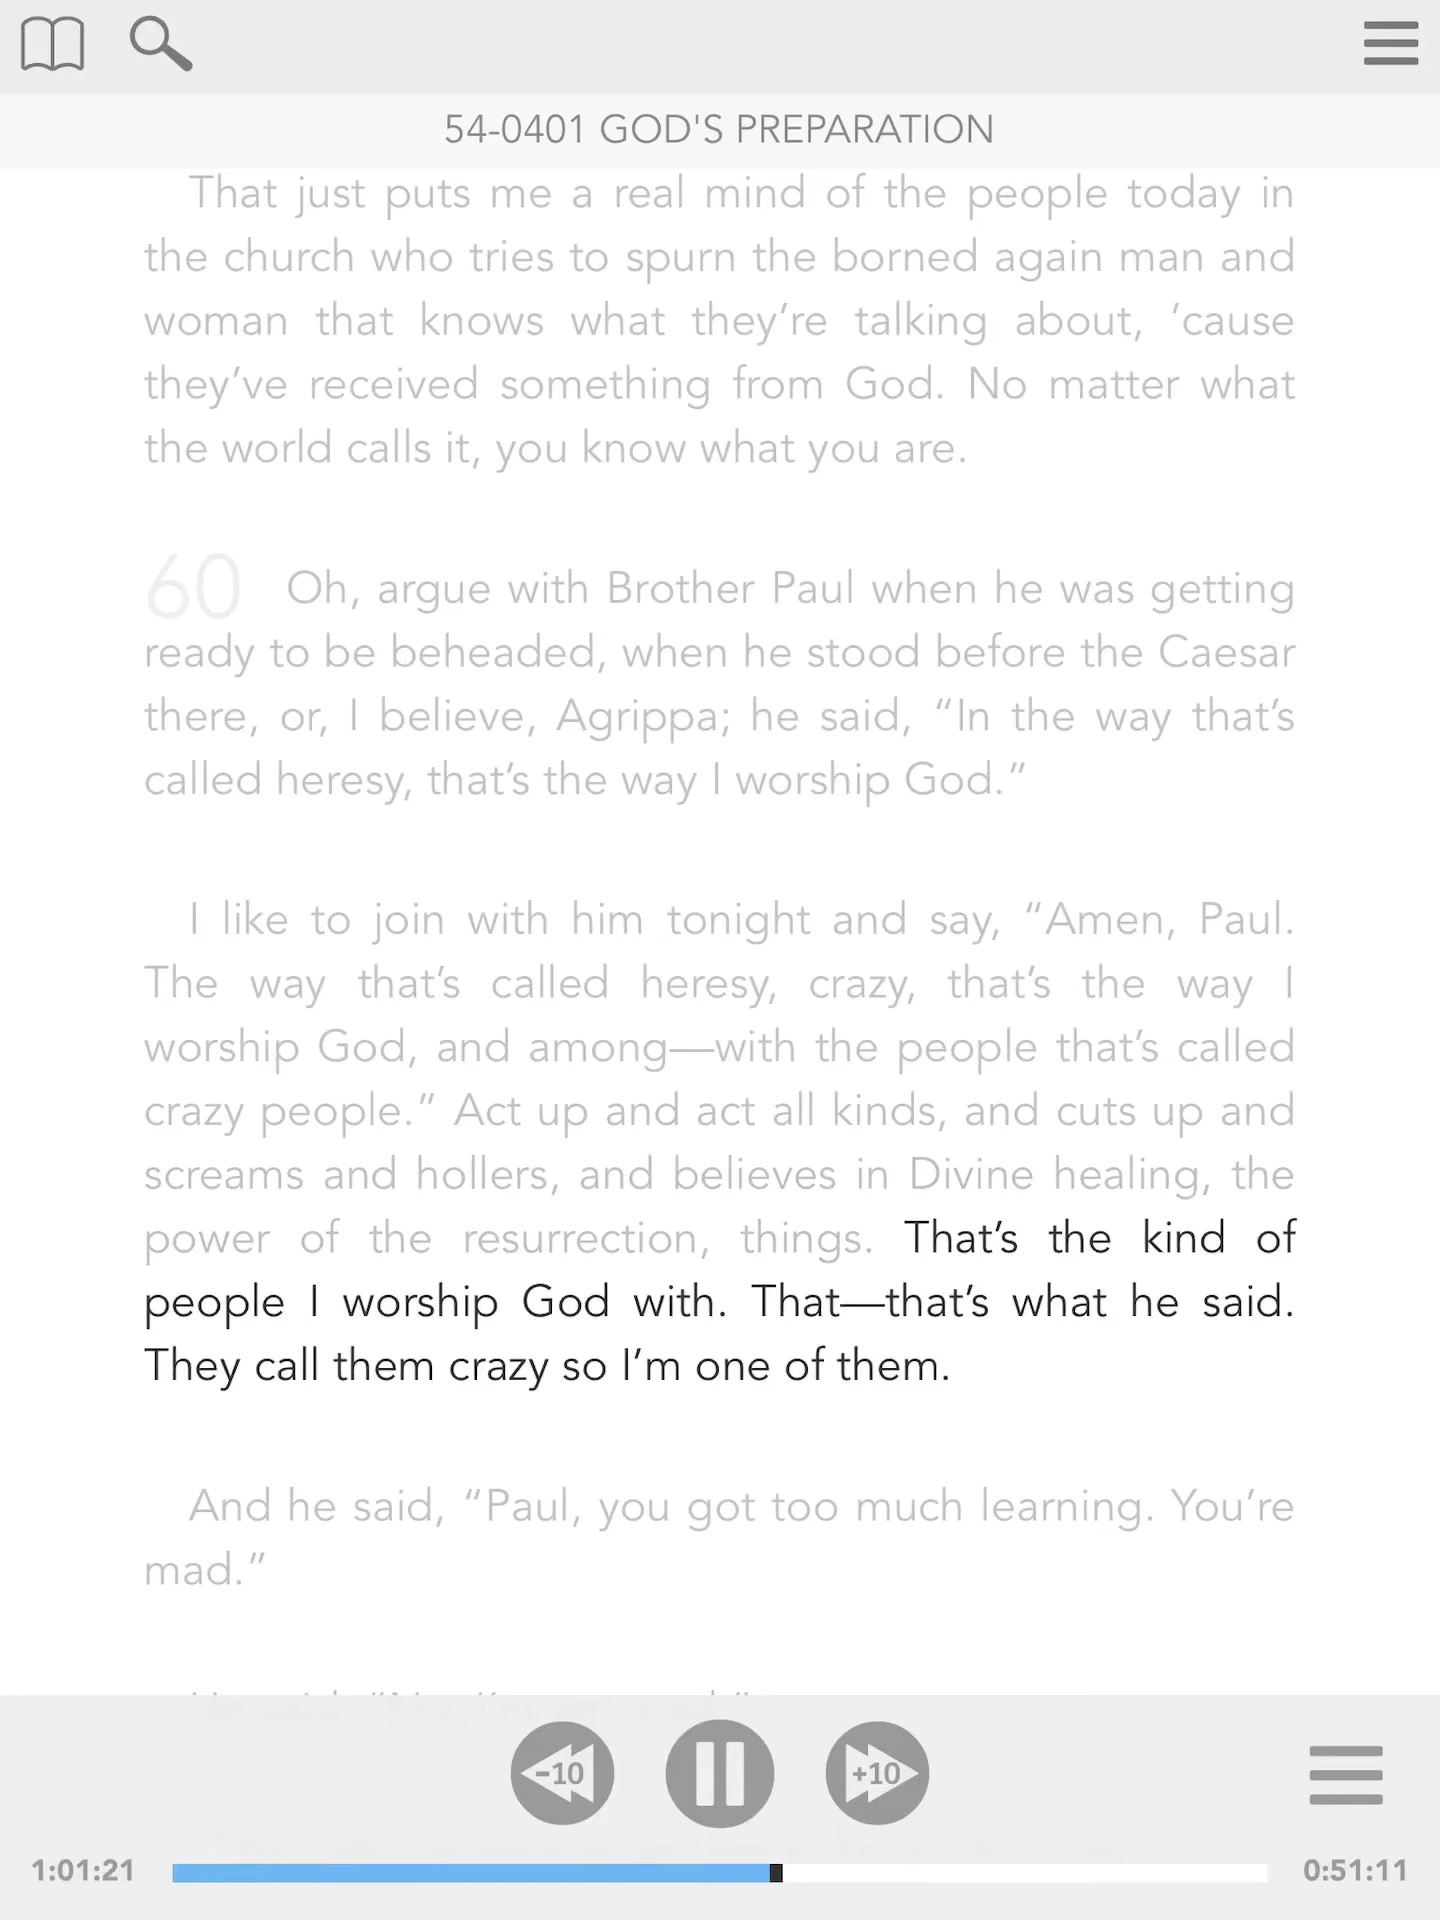 54-0401 GOD'S PREPARATION
That just puts me a real mind of the people today in
the church who tries to spurn the borned again man and
woman that knows what they’re talking about, ’cause
they’ve received something from God. No matter what
the world calls it, you know what you are.
60 Oh, argue with Brother Paul when he was getting
ready to be beheaded, when he stood before the Caesar
there, or, I believe, Agrippa; he said, “In the way that’s
called heresy, that’s the way I worship God.”
I like to join with him tonight and say, “Amen, Paul.
The way that’s called heresy, crazy, that’s the way I
worship God, and among—with the people that’s called
crazy people.” Act up and act all kinds, and cuts up and
screams and hollers, and believes in Divine healing, the
power of the resurrection, things. That’s the kind of
people I worship God with. That—that’s what he said.
They call them crazy so I’m one of them.
And he said, “Paul, you got too much learning. You’re
mad.”
-10 +10
1:01:21 0:51:11